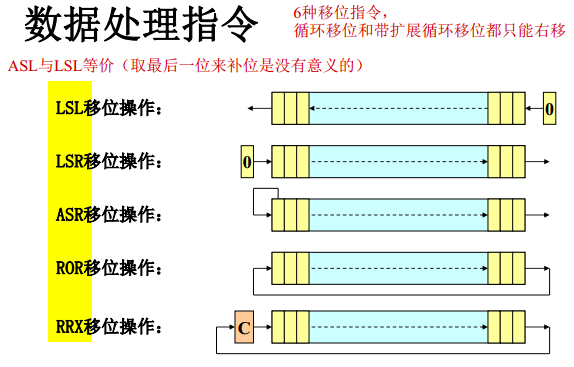 数据处理指令
6种移位指令，
循环移位和带扩展循环移位都只能右移
ASL与LSL等价（取最后一位来补位是没有意义的）
LSL移位操作：
0
LSR移位操作：
0
ASR移位操作：
ROR移位操作：
RRX移位操作：
C